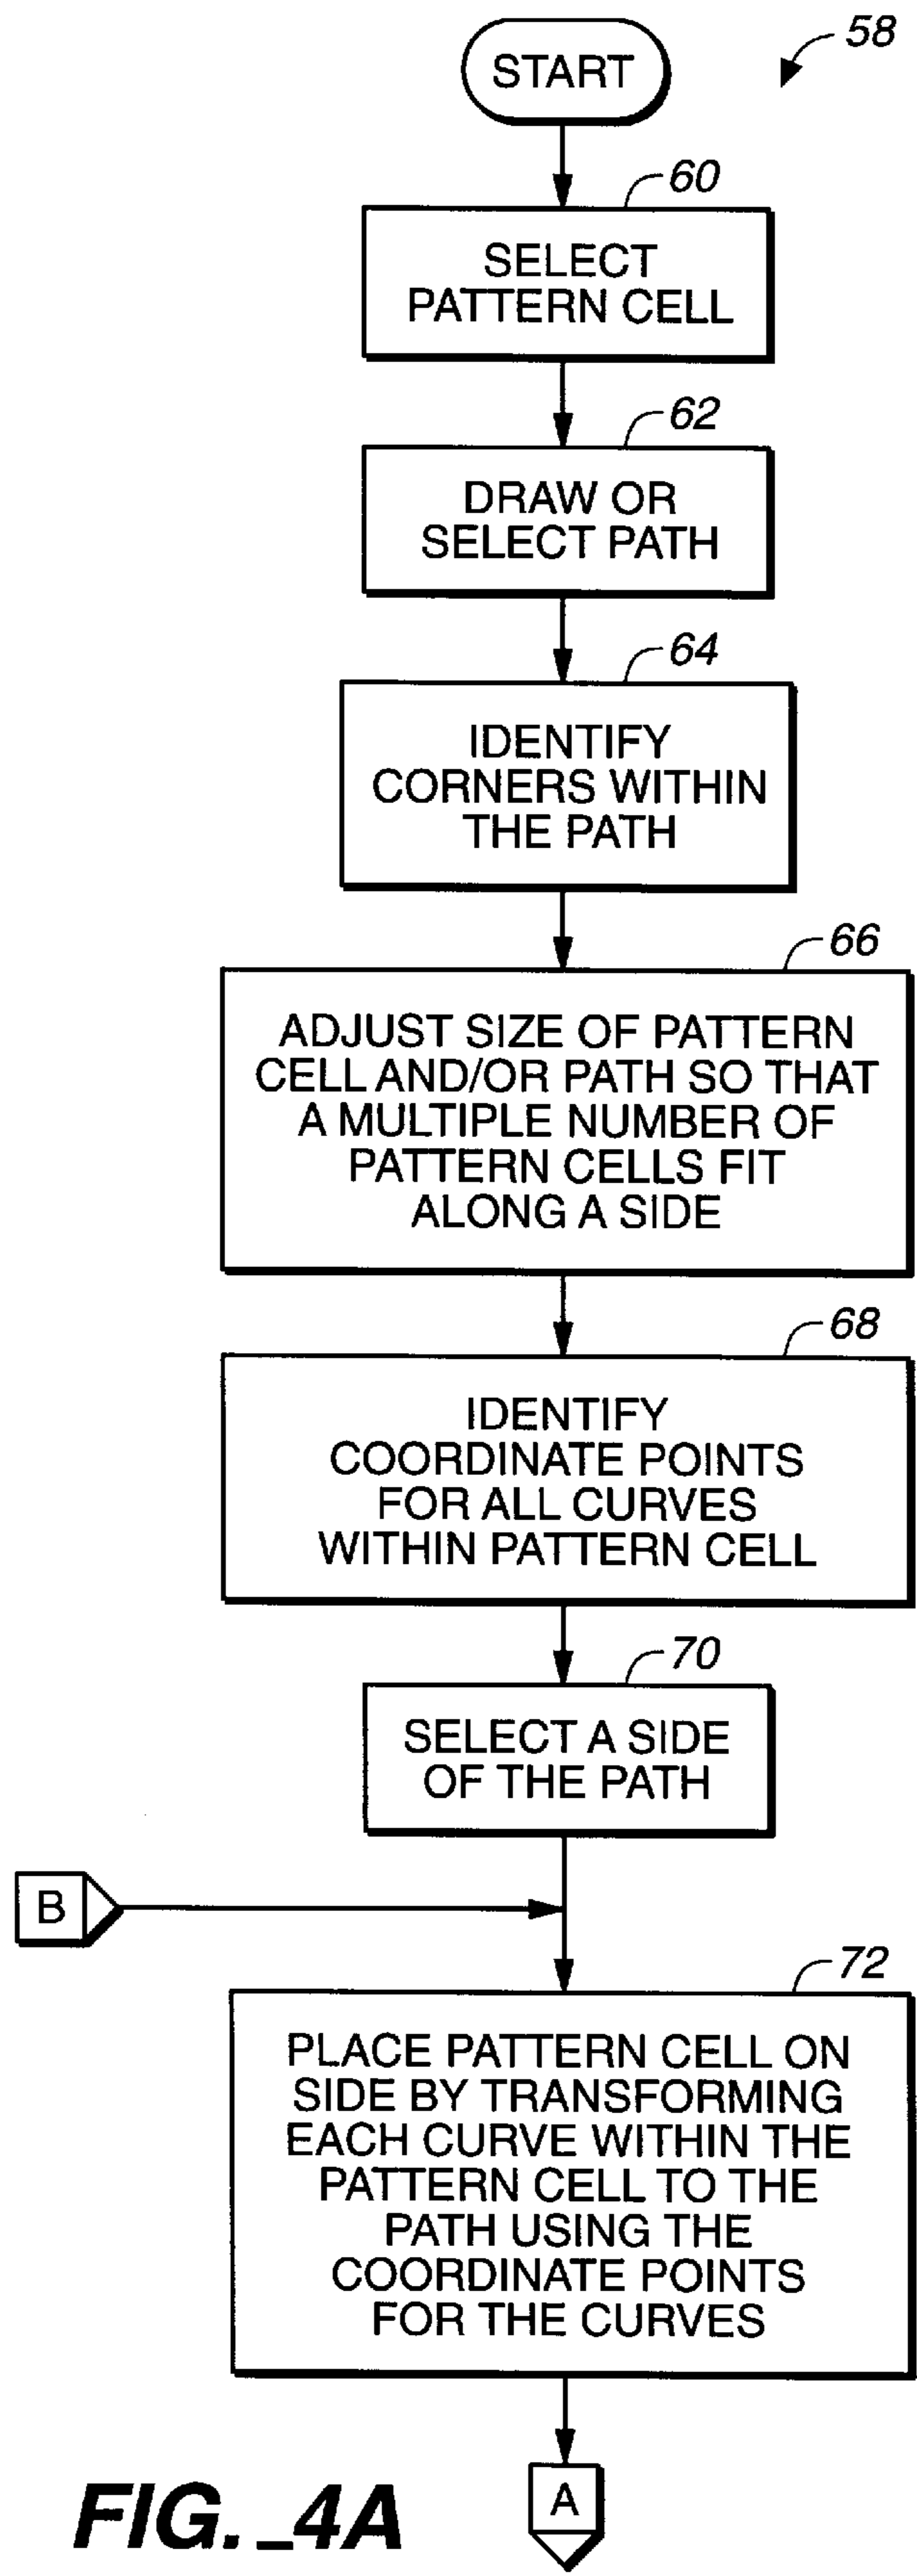 58
START
60
SELECT
PATTERN CELL
62
DRAW OR
SELECT PATH
64
IDENTIFY
CORNERS WITHIN
THE PATH
66
ADJUST SIZE OF PATTERN
CELL AND/OR PATH SO THAT
A MULTIPLE NUMBER OF
PATTERN CELLS FIT
ALONG A SIDE
68
IDENTIFY
COORDINATE POINTS
FOR ALL CURVES
WITHIN PATTERN CELL
70
SELECT A SIDE
OF THE PATH
B
72
PLACE PATTERN CELL ON
SIDE BY TRANSFORMING
EACH CURVE WITHIN THE
PATTERN CELL TO THE
PATH USING THE
COORDINATE POINTS
FOR THE CURVES
A
FIG._4A